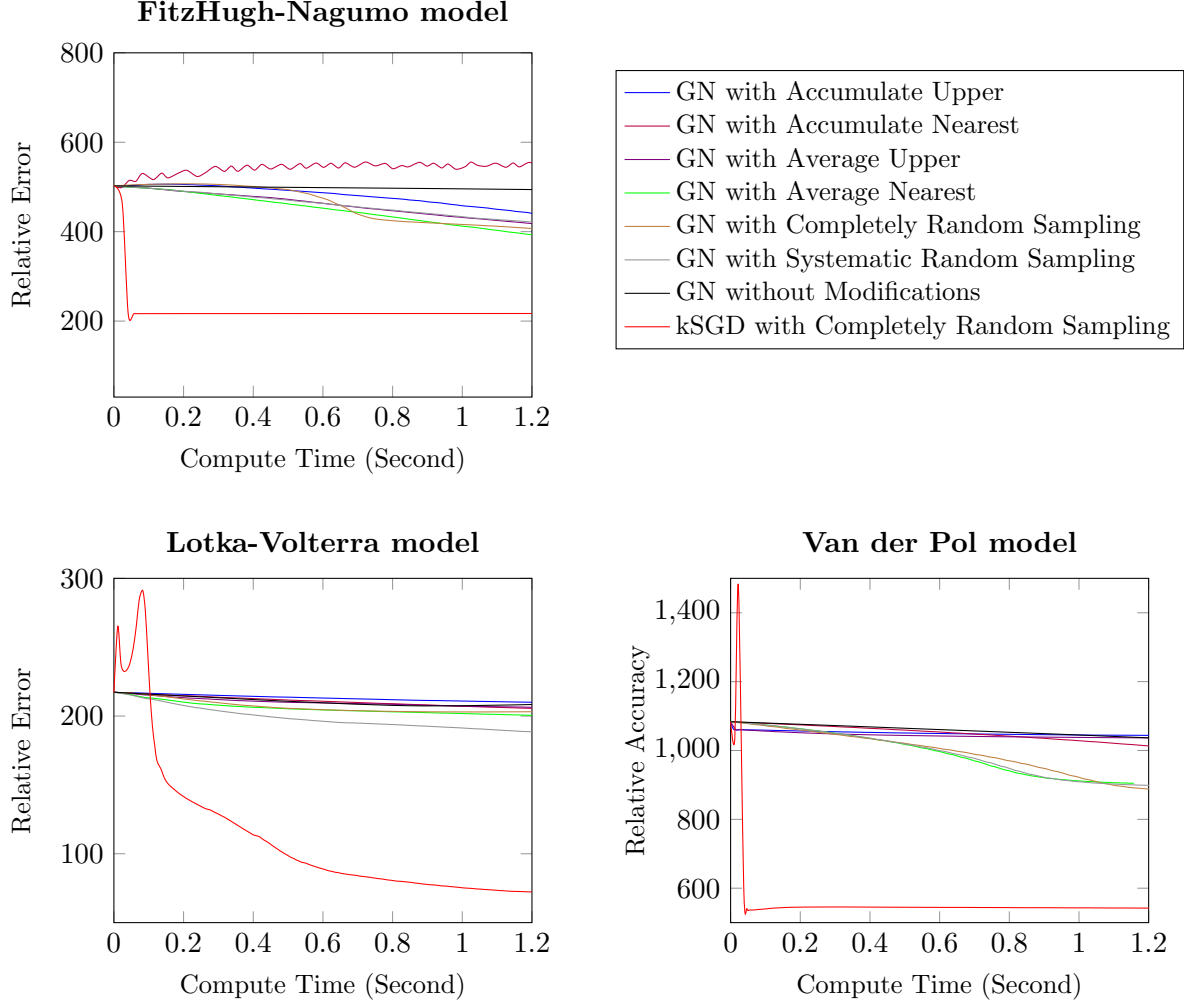 FitzHugh-Nagumo model
800
600
400
200
0
0.2
0.4
0.6
0.8
1
1.2
Relative Error
Compute Time (Second)
GN with Accumulate Upper
GN with Accumulate Nearest
GN with Average Upper
GN with Average Nearest
GN with Completely Random Sampling
GN with Systematic Random Sampling
GN without Modifications
kSGD with Completely Random Sampling
Lotka-Volterra model
300
200
100
0
0.2
0.4
0.6
0.8
1
1.2
Relative Error
Compute Time (Second)
Van der Pol model
1,400
1,200
1,000
800
600
0
0.2
0.4
0.6
0.8
1
1.2
Relative Accuracy
Compute Time (Second)